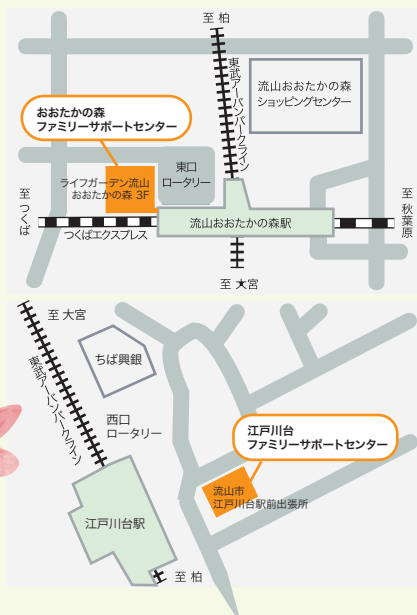 至 柏
東武アーバンパークライン
流山おおたかの森
ショッピングセンター
おおたかの森
ファミリーサポートセンター
東口
ロータリー
ライフガーデン流山
おおたかの森 3F
至つくば
至秋葉原
流山おおたかの森駅
つくばエクスプレス
至 大宮
至 大宮
ちば興銀
東武アーバンパークライン
西口
ロータリー
江戸川台
ファミリーサポートセンター
流山市
江戸川台駅前出張所
江戸川台駅
至 柏